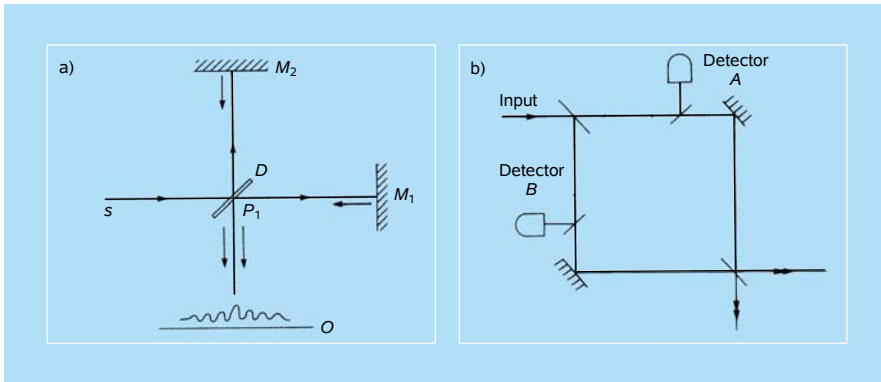 a)
M₂
D
s
P₁
M₁
O
b)
Detector
A
Input
Detector
B